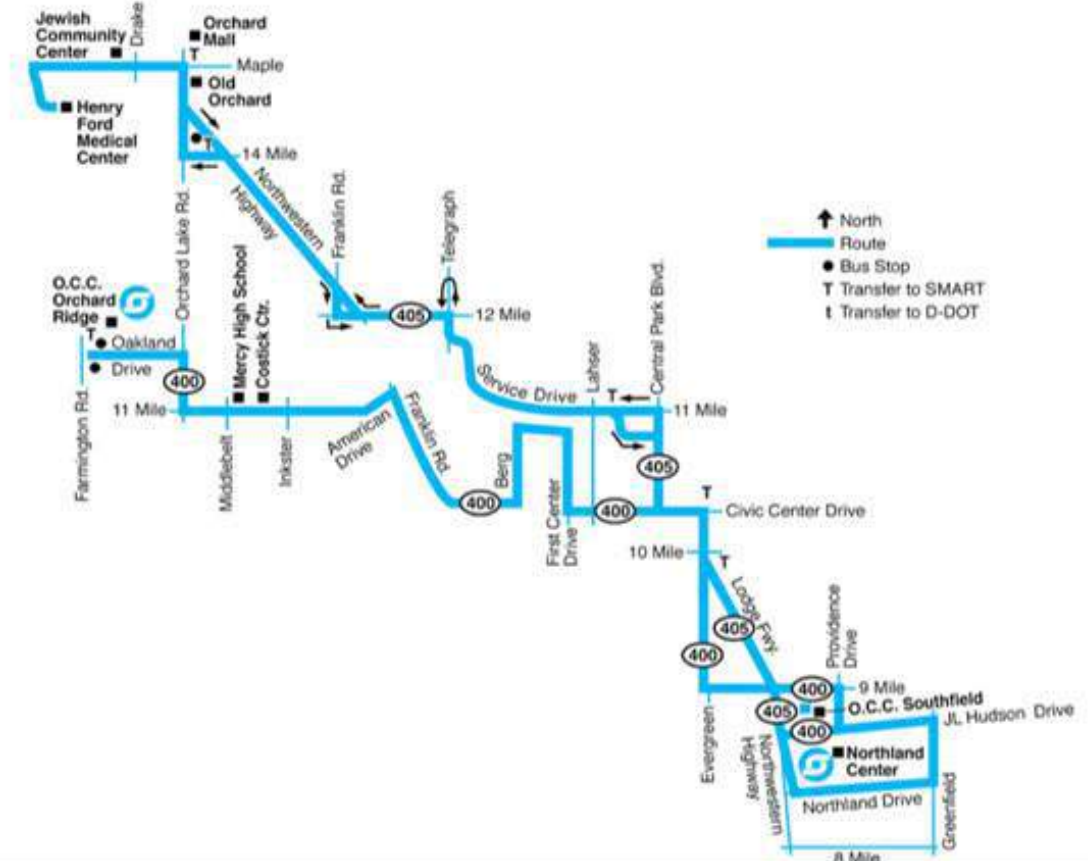 Jewish
Community
Center
Drake
Orchard
Mall
T
Maple
Old
Orchard
Henry
Ford
Medical
Center
T
14 Mile
Northwestern
Highway
Orchard Lake Rd.
Franklin Rd.
Telegraph
North
Route
Bus Stop
T Transfer to SMART
t Transfer to D-DOT
O.C.C.
Orchard
Ridge
T
Oakland
Drive
400
Farmington Rd.
Mercy High School
Costick Ctr.
405
12 Mile
Service Drive
Lahser
Central Park Blvd.
T
11 Mile
11 Mile
Middlebelt
Inkster
American
Drive
Franklin Rd.
400
Berg
First Center
Drive
400
405
T
Civic Center Drive
10 Mile
T
Lodge Fwy.
405
400
Providence
Drive
400
9 Mile
O.C.C. Southfield
405
400
JL Hudson Drive
Evergreen
Northwestern
Highway
Northland
Center
Northland Drive
Greenfield
8 Mile